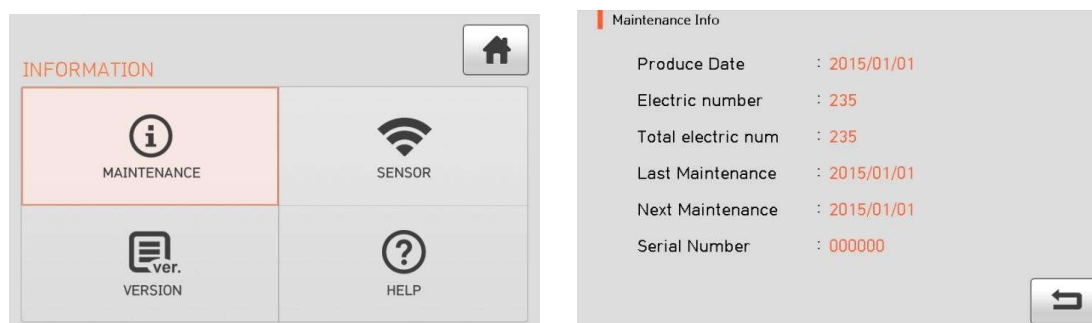 INFORMATION
MAINTENANCE
SENSOR
ver.
VERSION
HELP
Maintenance Info
Produce Date : 2015/01/01
Electric number : 235
Total electric num : 235
Last Maintenance : 2015/01/01
Next Maintenance : 2015/01/01
Serial Number : 000000